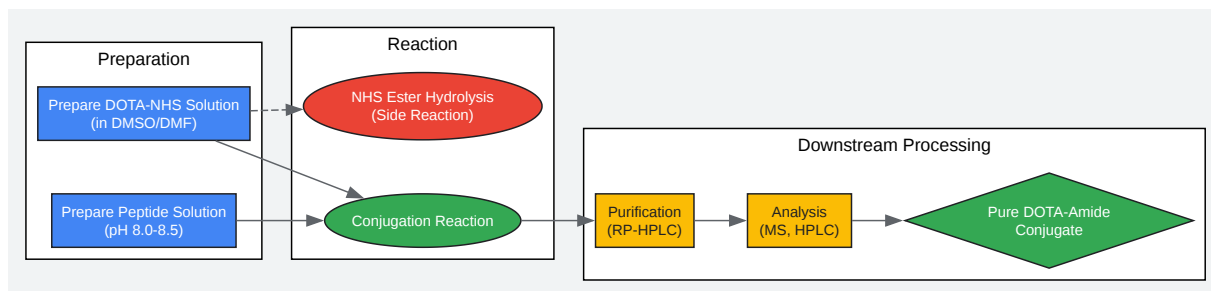 Preparation
Prepare DOTA-NHS Solution
(in DMSO/DMF)
Prepare Peptide Solution
(pH 8.0-8.5)
Reaction
NHS Ester Hydrolysis
(Side Reaction)
Conjugation Reaction
Downstream Processing
Purification
(RP-HPLC)
Analysis
(MS, HPLC)
Pure DOTA-Amide
Conjugate